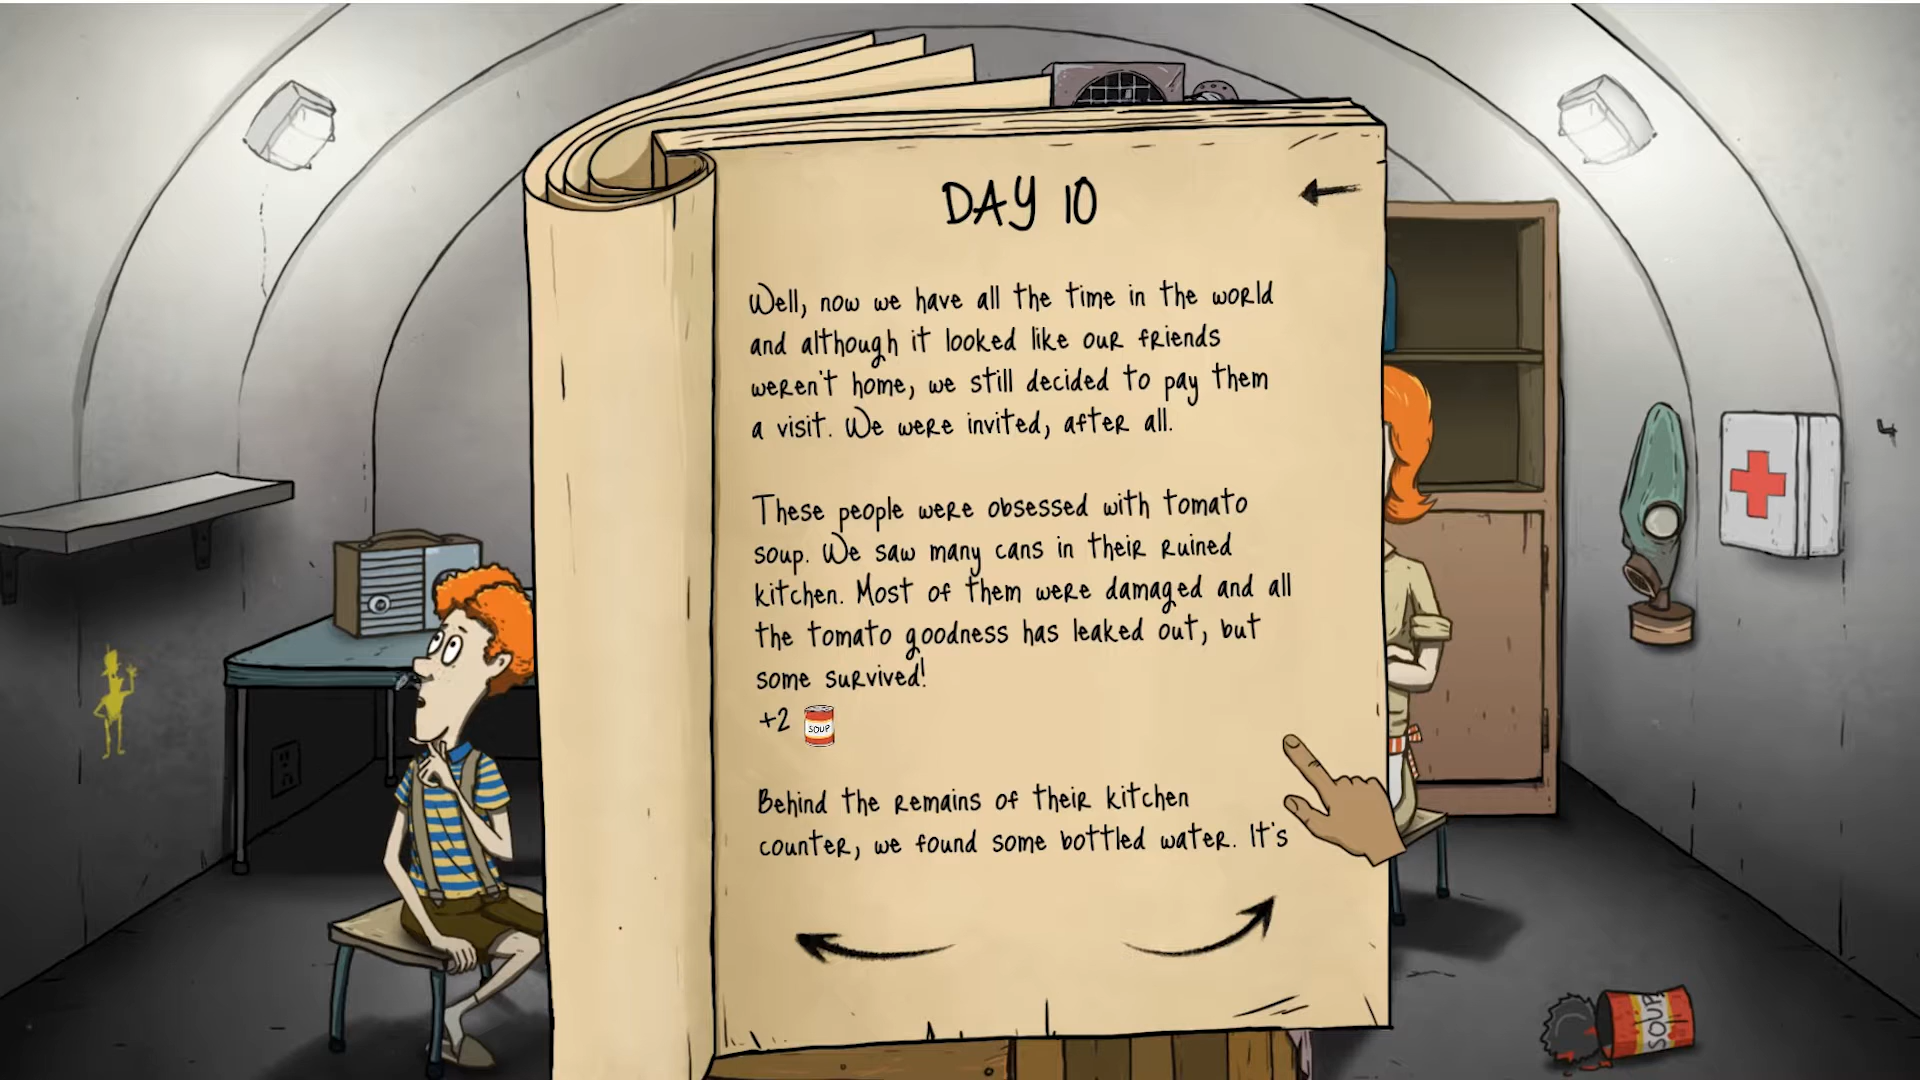 DAY 10
Well, now we have all the time in the world
and although it looked like our friends
weren't home, we still decided to pay them
a visit. We were invited, after all.
These people were obsessed with tomato
soup. We saw many cans in their ruined
kitchen. Most of them were damaged and all
the tomato goodness has leaked out, but
some survived!
+2 SOUP
Behind the remains of their kitchen
counter, we found some bottled water. It's
SOUP